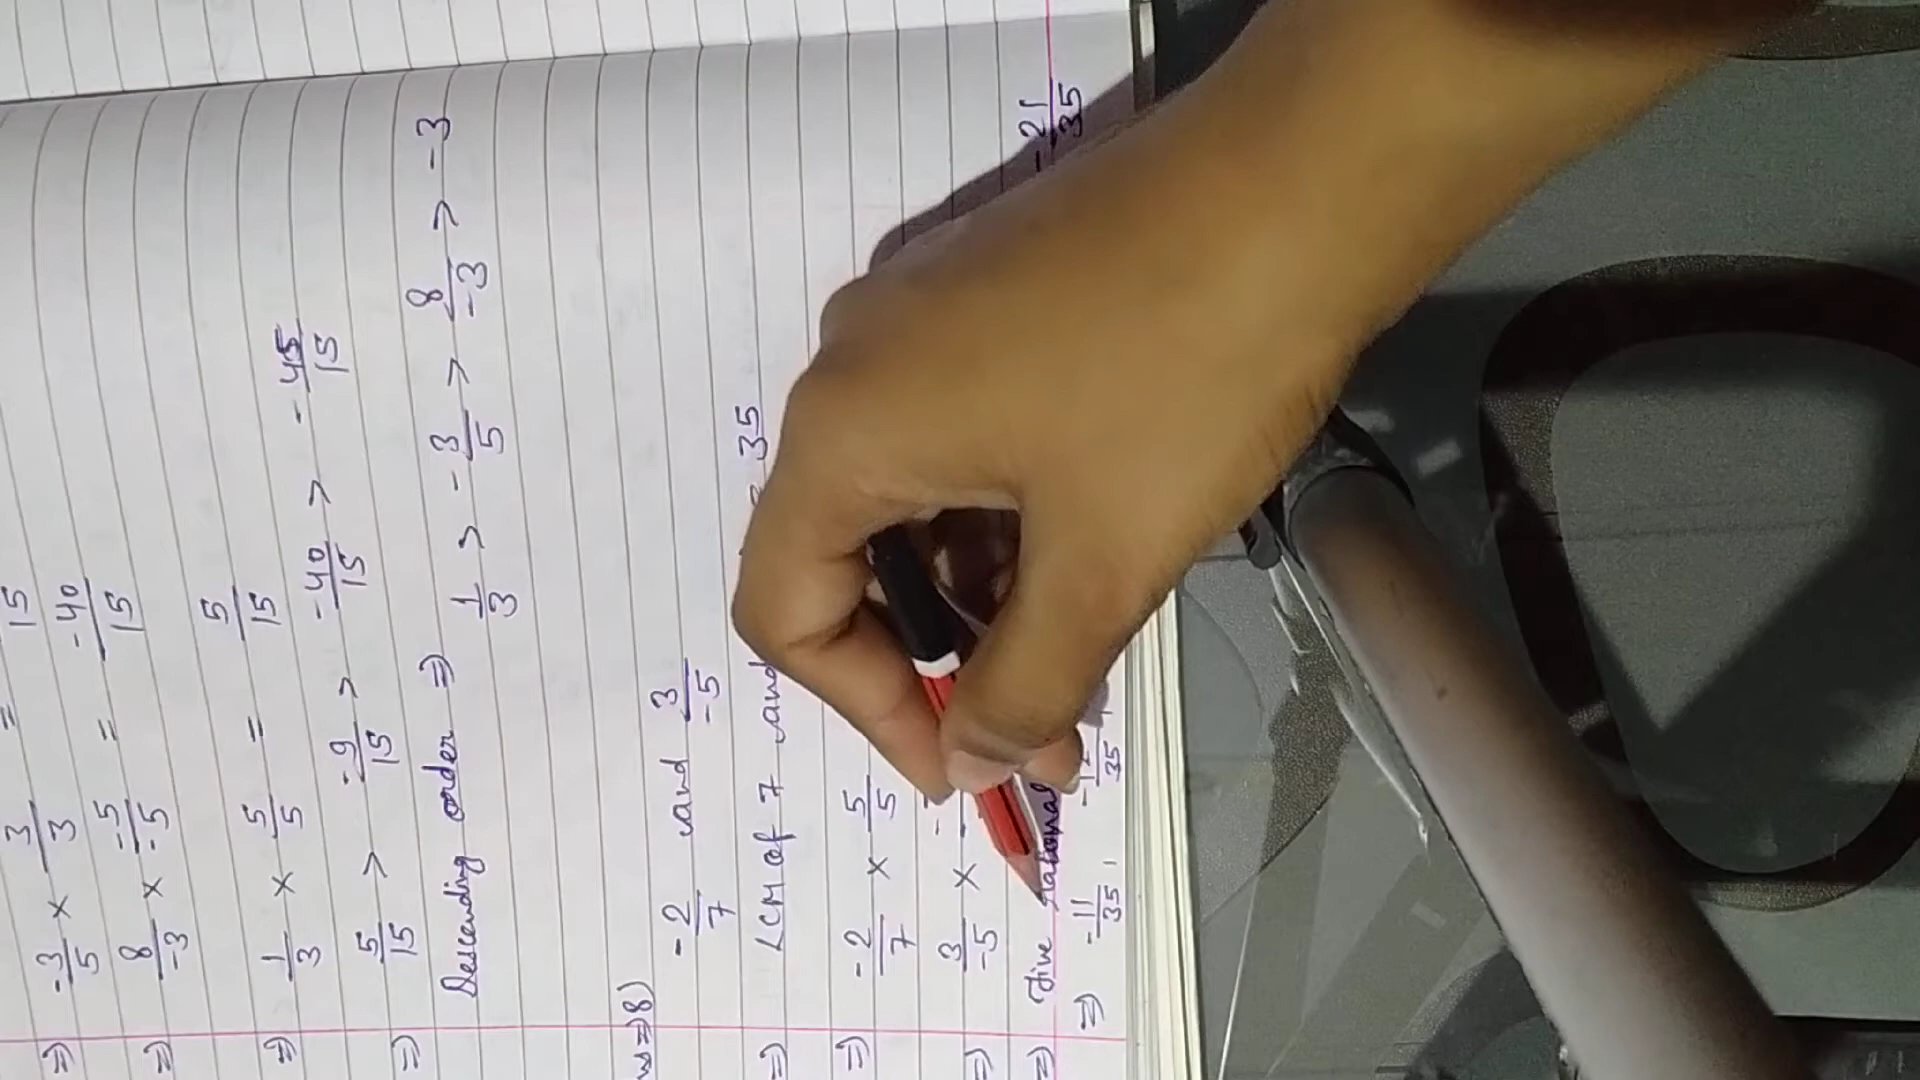 = 15
⇒ -3/5 × 3/3
⇒ 8/-3 × -5/-5 = -40/15
⇒ 1/3 × 5/5 = 5/15
⇒ 5/15 > -9/15 > -40/15 > -45/15
Descending order ⇒ 1/3 > -3/5 > 8/-3 > -3
⇒ 8) -2/7 and 3/-5
⇒ LCM of 7 and 35
⇒ -2/7 × 5/5
⇒ 3/-5 ×
⇒ Five rational -21/35
⇒ -11/35, -12/35,